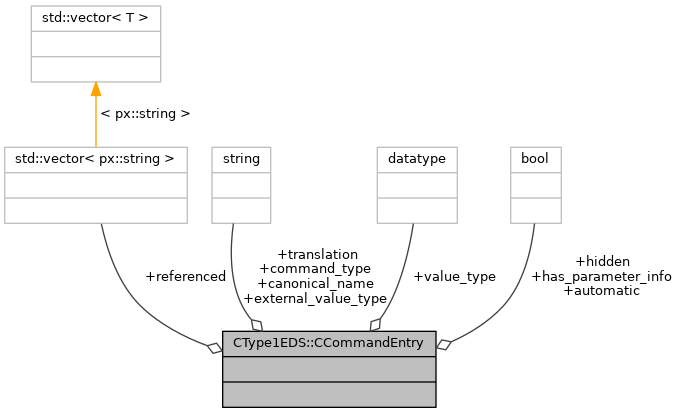 std::vector< T >
< px::string >
std::vector< px::string >
string
datatype
bool
+referenced
+translation
+command_type
+canonical_name
+external_value_type
+value_type
+hidden
+has_parameter_info
+automatic
CType1EDS::CCommandEntry